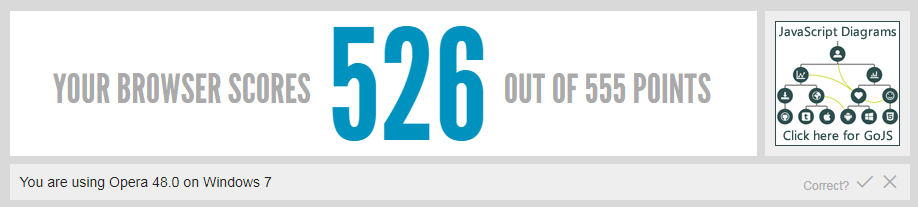 YOUR BROWSER SCORES 526 OUT OF 555 POINTS
JavaScript Diagrams
Click here for GoJS
You are using Opera 48.0 on Windows 7
Correct?